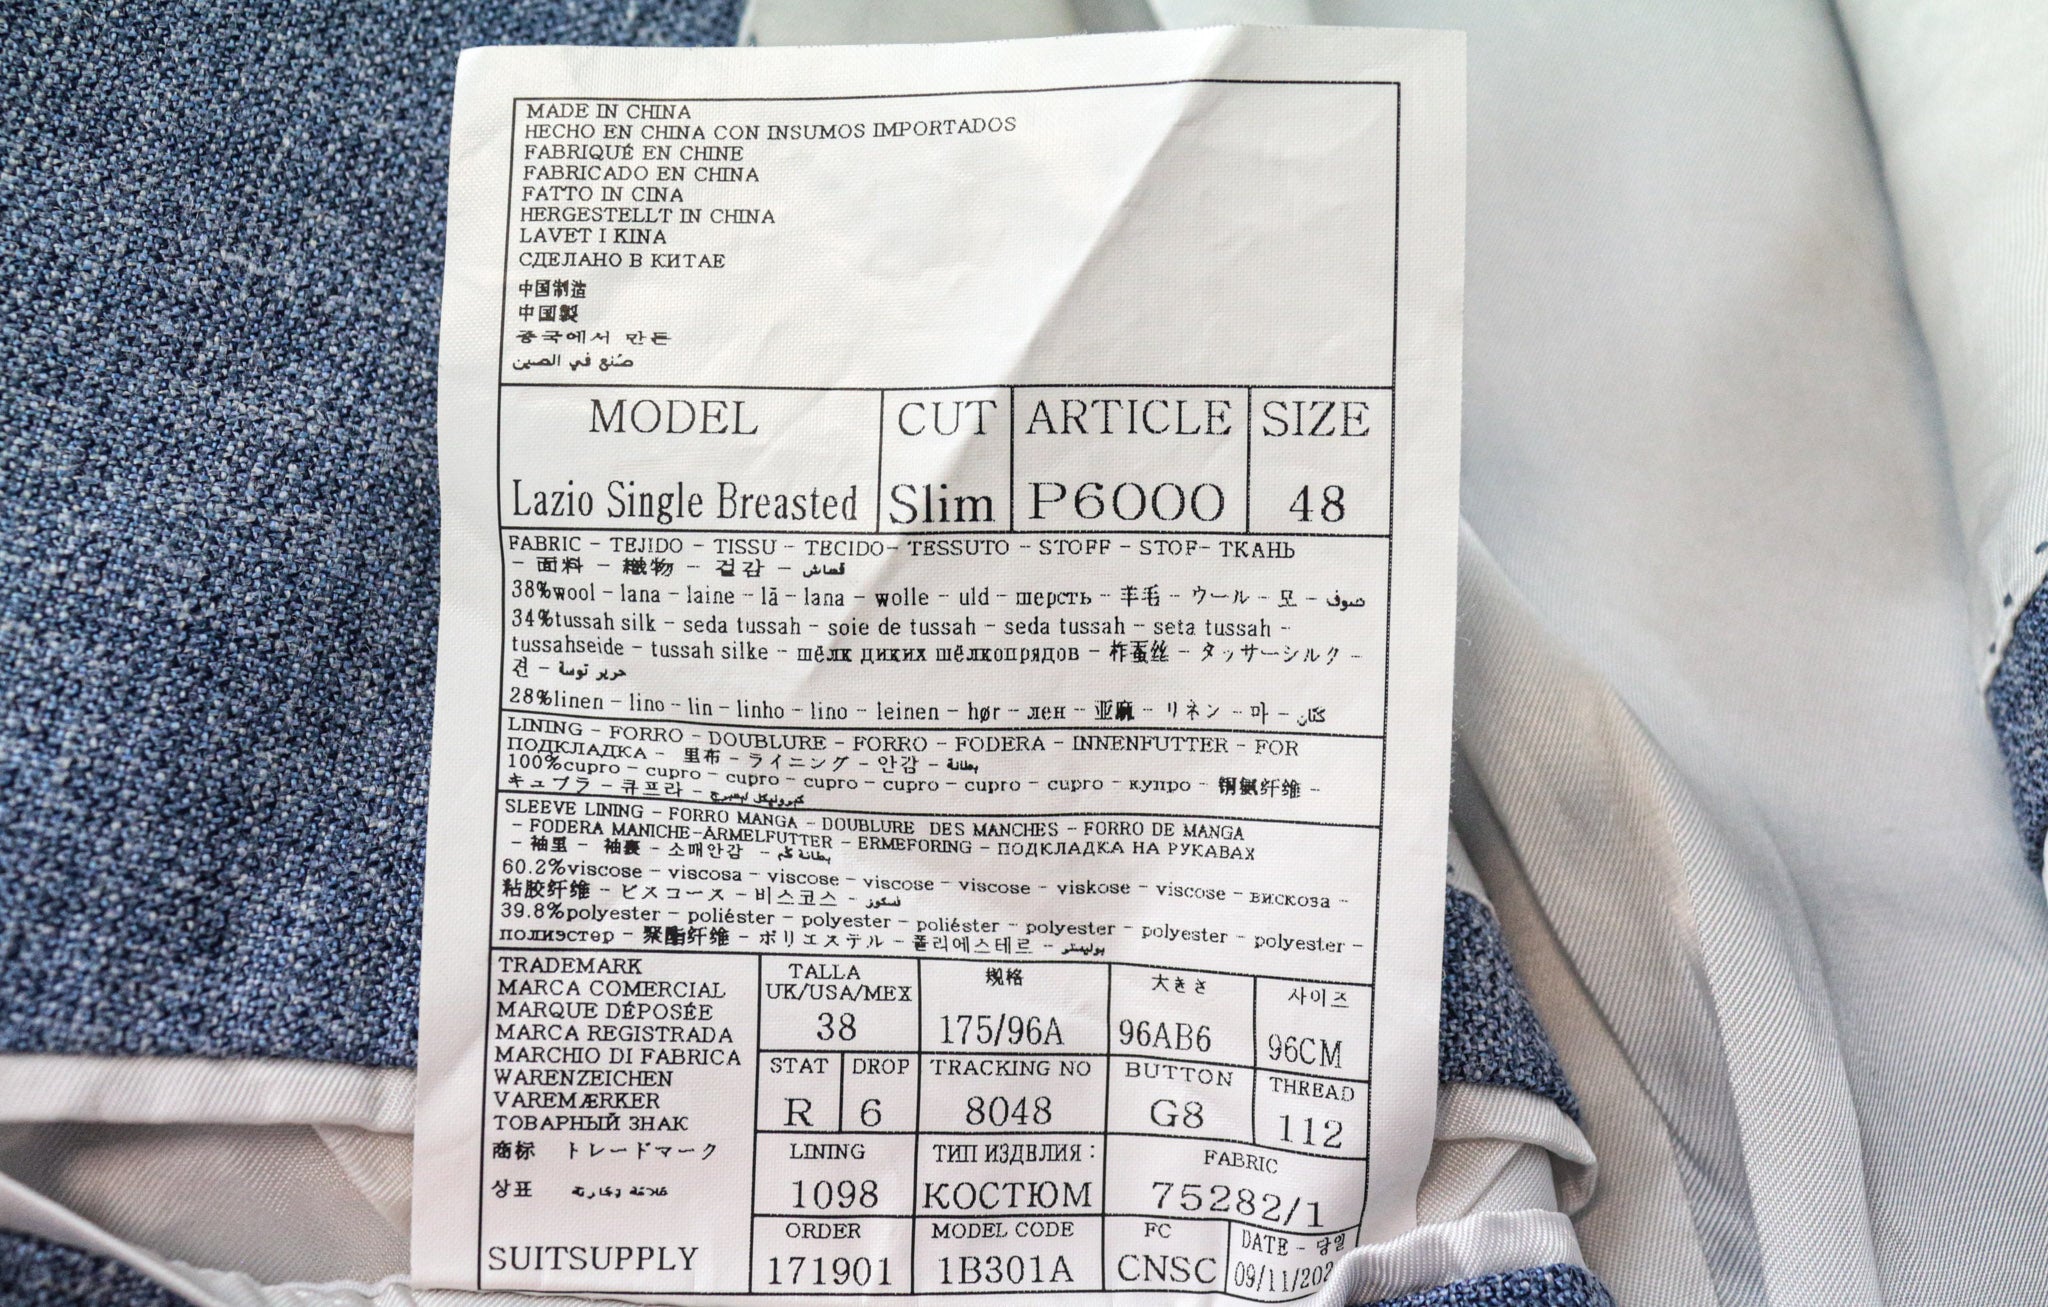 MADE IN CHINA
HECHO EN CHINA CON INSUMOS IMPORTADOS
FABRIQUÉ EN CHINE
FABRICADO EN CHINA
FATTO IN CINA
HERGESTELLT IN CHINA
LAVET I KINA
СДЕЛАНО В КИТАЕ
中国制造
中国製
중국에서 만든
صنع في الصين
MODEL CUT ARTICLE SIZE
Lazio Single Breasted Slim P6000 48
FABRIC - TEJIDO - TISSU - TECIDO- TESSUTO - STOFF - STOF- ТКАНЬ
- 面料 - 織物 - 겉감 - قماش
38%wool - lana - laine - lã - lana - wolle - uld - шерсть - 羊毛 - ウール - 모 - صوف
34%tussah silk - seda tussah - soie de tussah - seda tussah - seta tussah -
tussahseide - tussah silke - шёлк диких шёлкопрядов - 柞蚕丝 - タッサーシルク -
견 - حرير توسة
28%linen - lino - lin - linho - lino - leinen - hør - лен - 亚麻 - リネン - 마 - كتان
LINING - FORRO - DOUBLURE - FORRO - FODERA - INNENFUTTER - FOR
ПОДКЛАДКА - 里布 - ライニング - 안감 - بطانة
100%cupro - cupro - cupro - cupro - cupro - cupro - cupro - купро - 铜氨纤维 -
キュプラ - 큐프라 -
SLEEVE LINING - FORRO MANGA - DOUBLURE DES MANCHES - FORRO DE MANGA
- FODERA MANICHE-ARMELFUTTER - ERMEFORING - ПОДКЛАДКА НА РУКАВАХ
- 袖里 - 袖裏 - 소매안감 - بطانة كم
60.2%viscose - viscosa - viscose - viscose - viscose - viskose - viscose - вискоза -
粘胶纤维 - ビスコース - 비스코스 -
39.8%polyester - poliéster - polyester - poliéster - polyester - polyester - polyester -
полиэстер - 聚酯纤维 - ポリエステル - 폴리에스테르 - بوليستر
TRADEMARK
MARCA COMERCIAL
MARQUE DÉPOSÉE
MARCA REGISTRADA
MARCHIO DI FABRICA
WARENZEICHEN
VAREMÆRKER
ТОВАРНЫЙ ЗНАК
商标 トレードマーク
상표
SUITSUPPLY
TALLA 规格 大きさ 사이즈
UK/USA/MEX
38 175/96A 96AB6 96CM
STAT DROP TRACKING NO BUTTON THREAD
R 6 8048 G8 112
LINING ТИП ИЗДЕЛИЯ: FABRIC
1098 КОСТЮМ 75282/1
ORDER MODEL CODE FC DATE - 당일
171901 1B301A CNSC 09/11/202